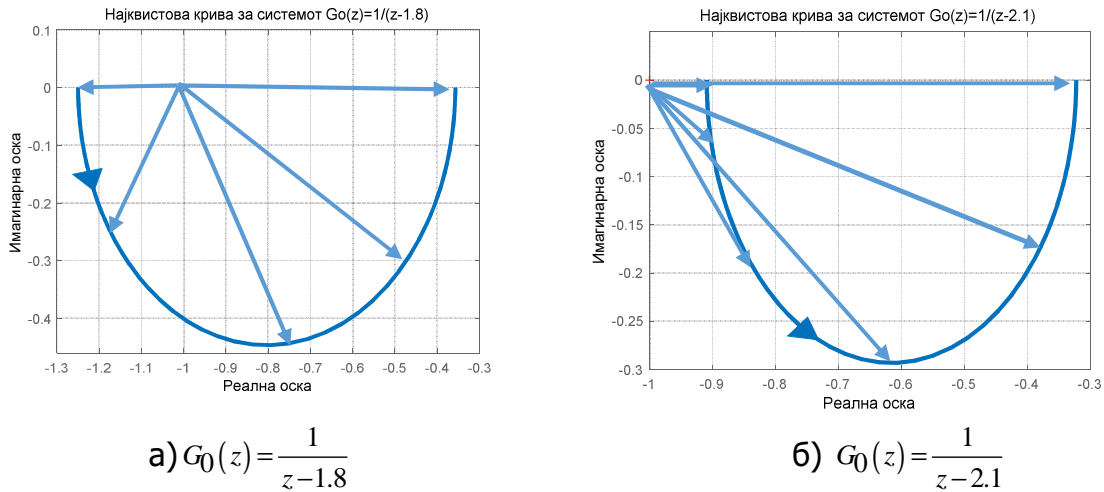 Најквистова крива за системот Go(z)=1/(z-1.8)
0.1
0
-0.1
-0.2
-0.3
-0.4
Имагинарна оска
-1.3 -1.2 -1.1 -1 -0.9 -0.8 -0.7 -0.6 -0.5 -0.4 -0.3
Реална оска
а) G0(z) = 1/(z−1.8)
Најквистова крива за системот Go(z)=1/(z-2.1)
0
-0.05
-0.1
-0.15
-0.2
-0.25
-0.3
Имагинарна оска
-1 -0.9 -0.8 -0.7 -0.6 -0.5 -0.4 -0.3
Реална оска
б) G0(z) = 1/(z−2.1)